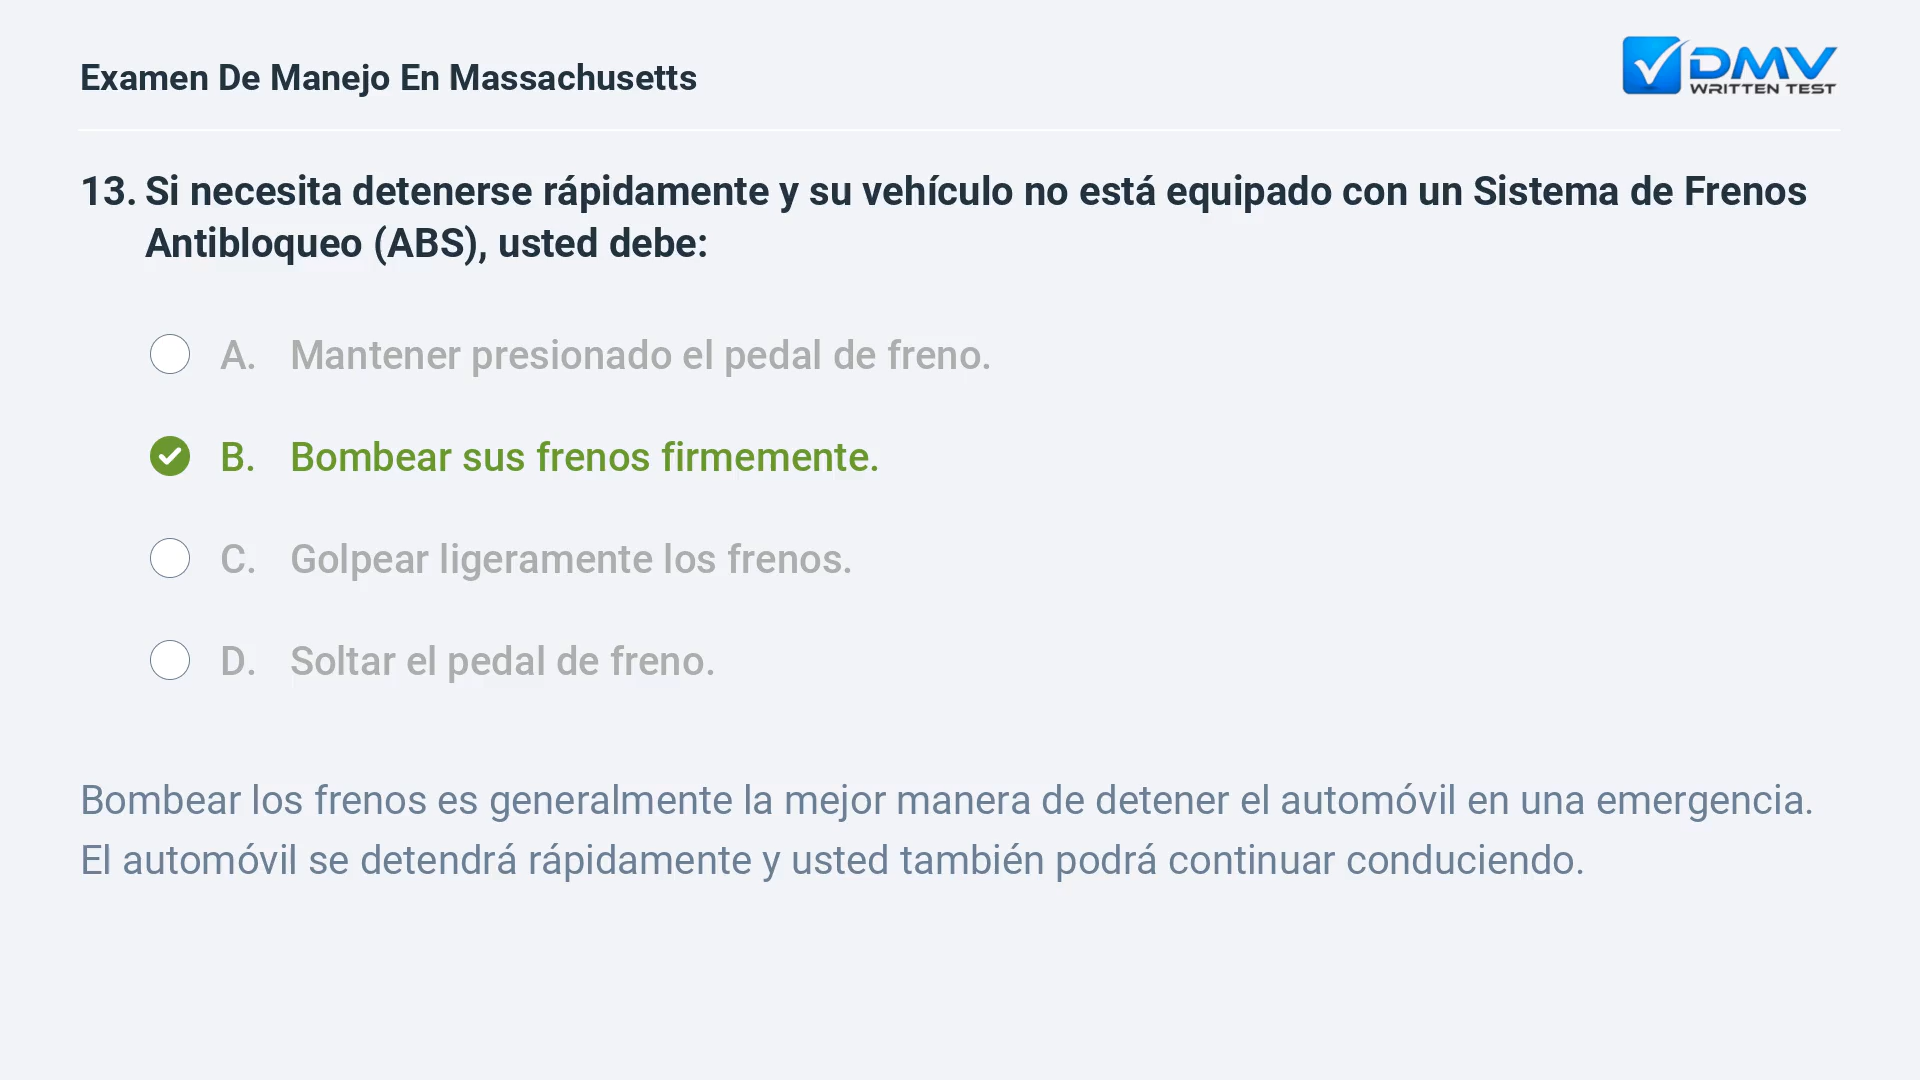 Examen De Manejo En Massachusetts
DMV
WRITTEN TEST
13. Si necesita detenerse rápidamente y su vehículo no está equipado con un Sistema de Frenos
Antibloqueo (ABS), usted debe:
A. Mantener presionado el pedal de freno.
B. Bombear sus frenos firmemente.
C. Golpear ligeramente los frenos.
D. Soltar el pedal de freno.
Bombear los frenos es generalmente la mejor manera de detener el automóvil en una emergencia.
El automóvil se detendrá rápidamente y usted también podrá continuar conduciendo.